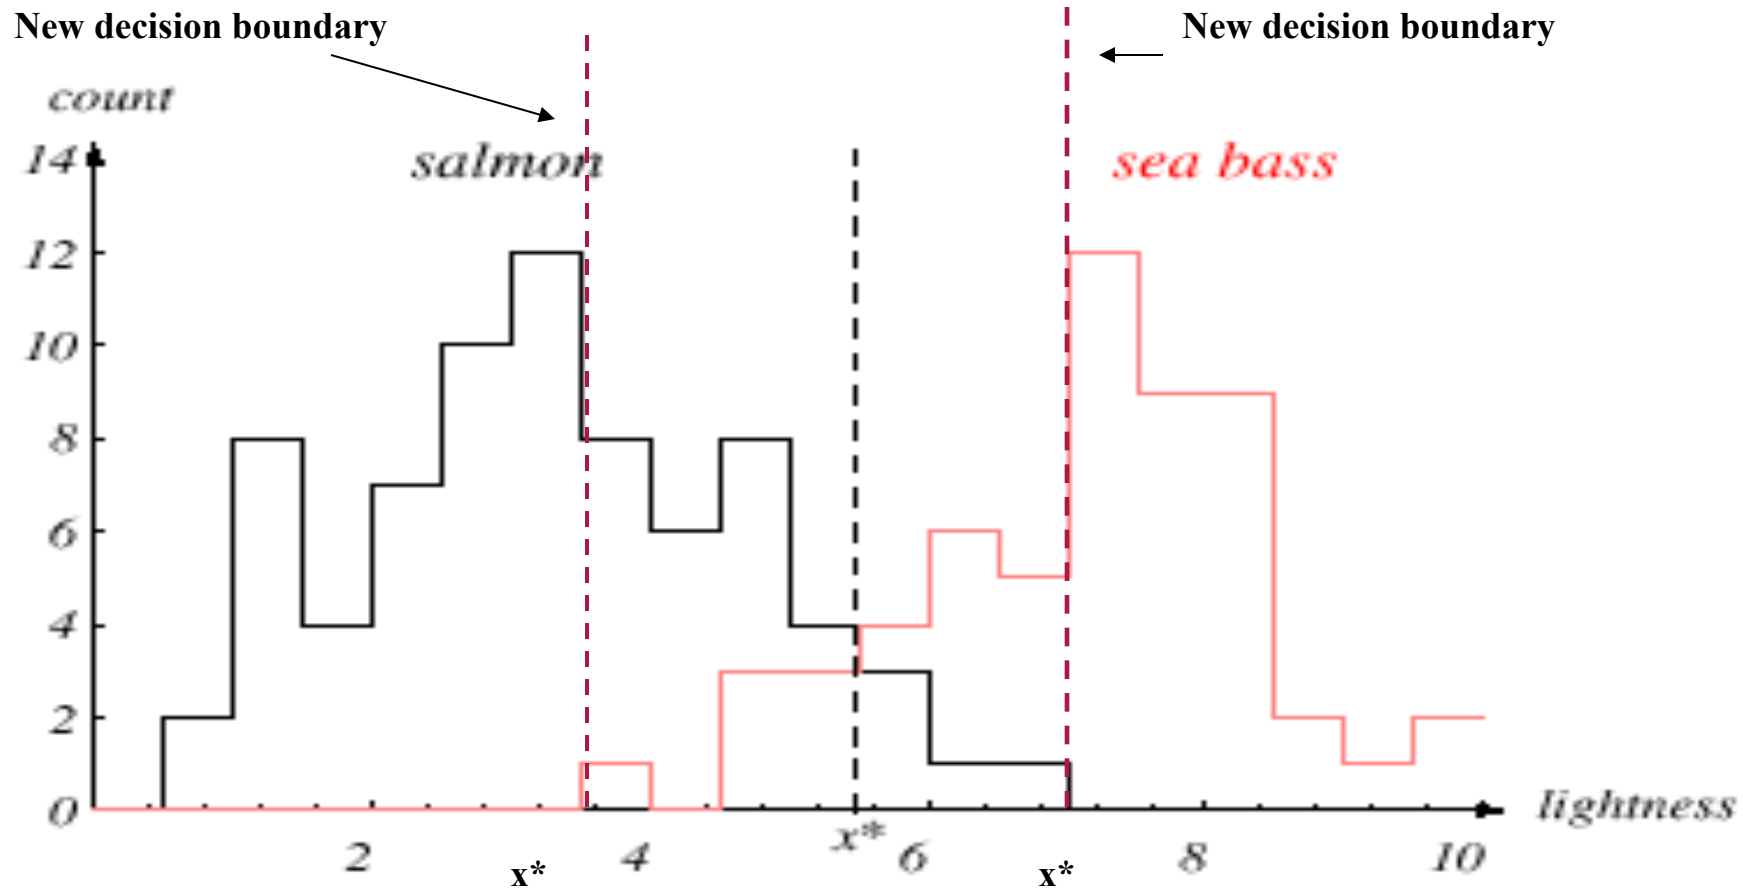 New decision boundary
New decision boundary
count
14
salmon
sea bass
12
10
8
6
4
2
0
lightness
x*
2
4
6
8
10
x*
x*